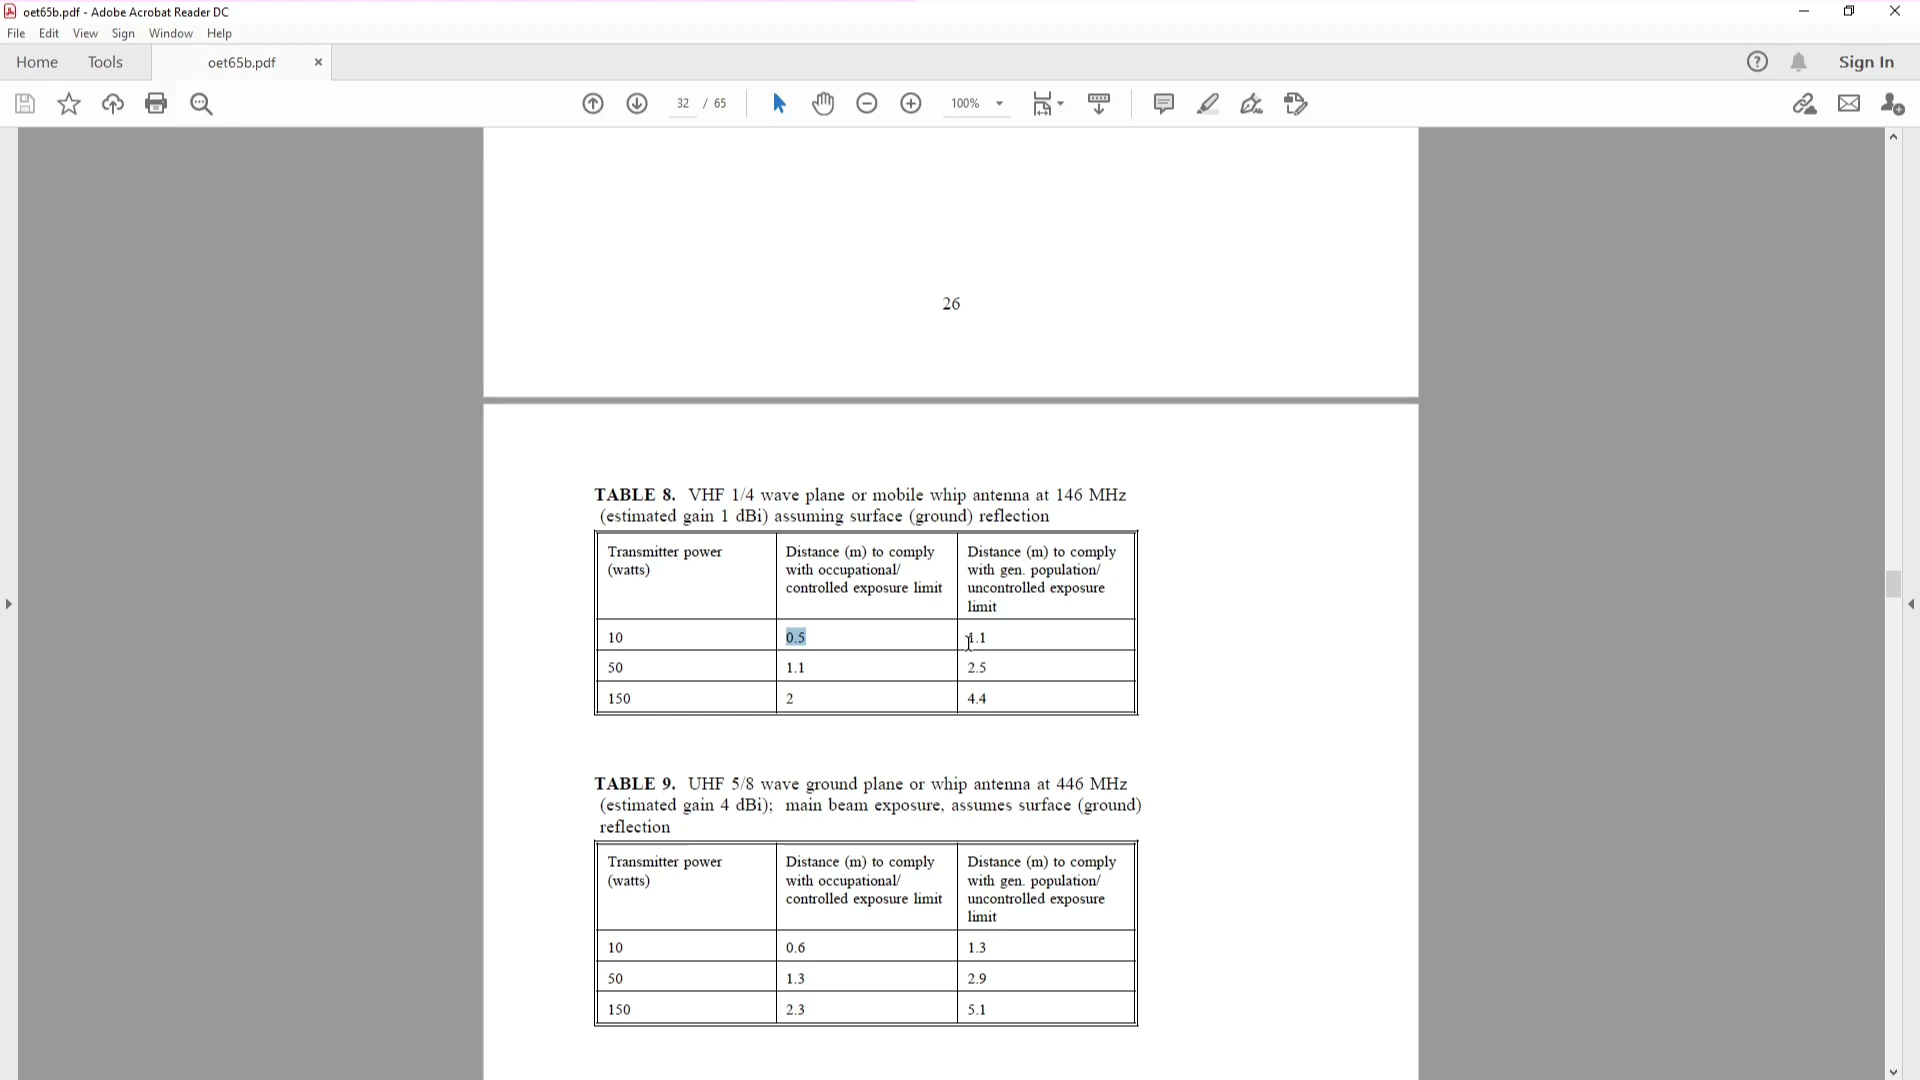 oet65b.pdf - Adobe Acrobat Reader DC
File Edit View Sign Window Help
Home Tools oet65b.pdf Sign In
32 / 65 100%
26
TABLE 8. VHF 1/4 wave plane or mobile whip antenna at 146 MHz
(estimated gain 1 dBi) assuming surface (ground) reflection
Transmitter power
(watts)
Distance (m) to comply
with occupational/
controlled exposure limit
Distance (m) to comply
with gen. population/
uncontrolled exposure
limit
10 0.5 1.1
50 1.1 2.5
150 2 4.4
TABLE 9. UHF 5/8 wave ground plane or whip antenna at 446 MHz
(estimated gain 4 dBi); main beam exposure, assumes surface (ground)
reflection
Transmitter power
(watts)
Distance (m) to comply
with occupational/
controlled exposure limit
Distance (m) to comply
with gen. population/
uncontrolled exposure
limit
10 0.6 1.3
50 1.3 2.9
150 2.3 5.1